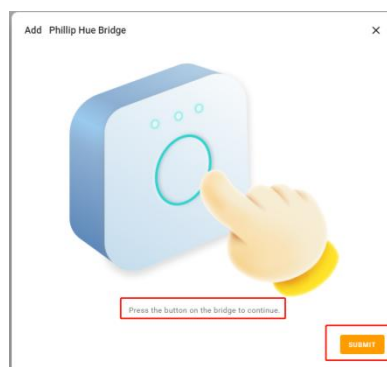 Add Phillip Hue Bridge
Press the button on the bridge to continue.
SUBMIT